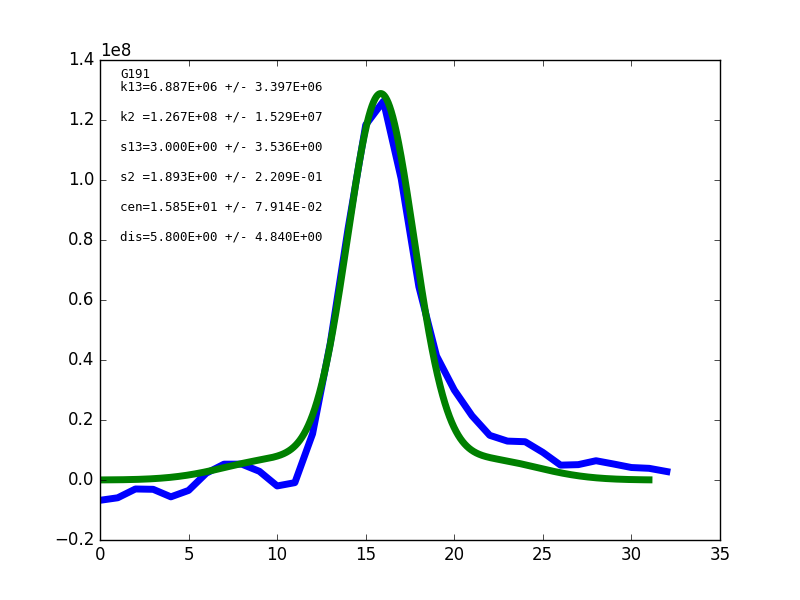 1e8
1.4
1.2
1.0
0.8
0.6
0.4
0.2
0.0
−0.2
G191
k13=6.887E+06 +/- 3.397E+06
k2 =1.267E+08 +/- 1.529E+07
s13=3.000E+00 +/- 3.536E+00
s2 =1.893E+00 +/- 2.209E-01
cen=1.585E+01 +/- 7.914E-02
dis=5.800E+00 +/- 4.840E+00
0 5 10 15 20 25 30 35